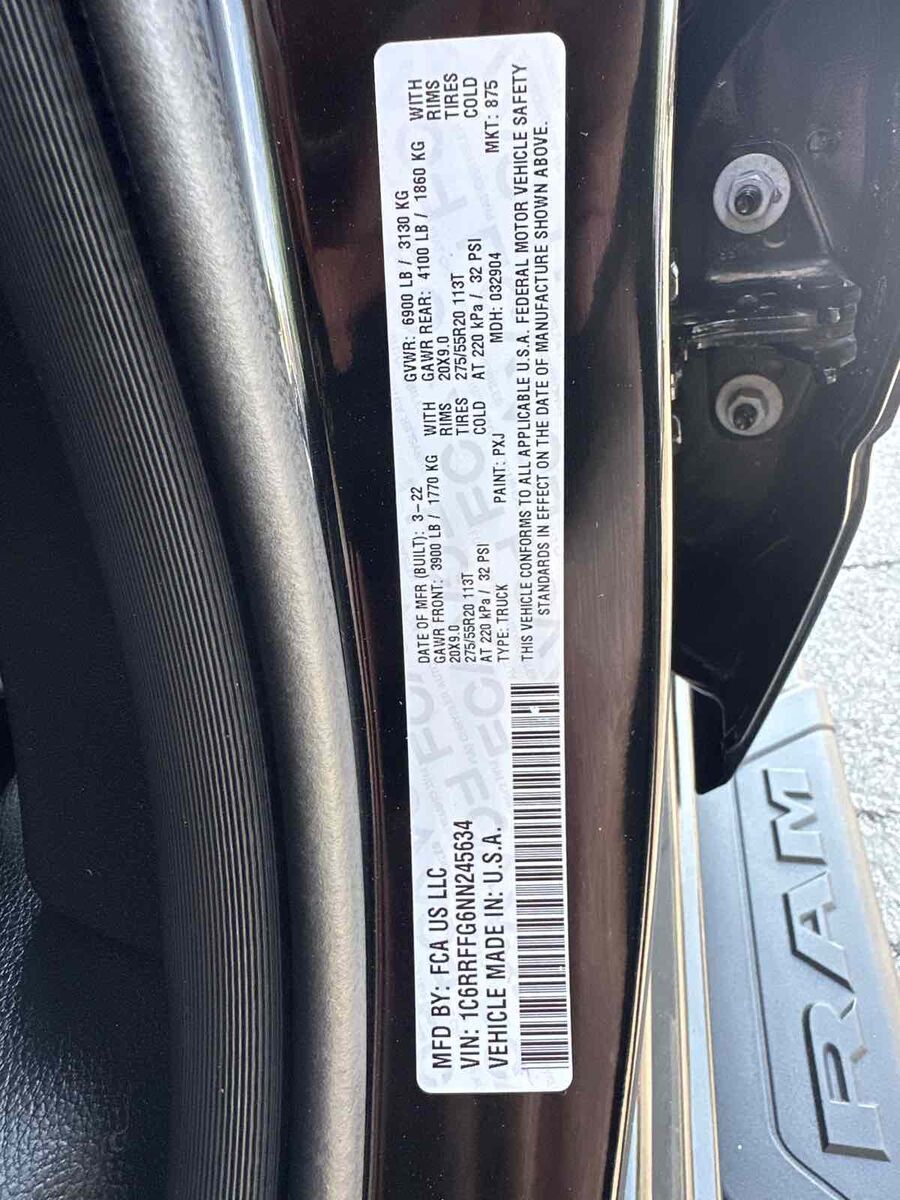 MFD BY: FCA US LLC
VIN: 1C6RRFFG6NN245634
VEHICLE MADE IN: U.S.A.
DATE OF MFR (BUILT): 3-22
GVWR: 6900 LB / 3130 KG
GAWR FRONT: 3900 LB / 1770 KG WITH
GAWR REAR: 4100 LB / 1860 KG WITH
20X9.0 RIMS
20X9.0 RIMS
275/55R20 113T TIRES
275/55R20 113T TIRES
AT 220 kPa / 32 PSI COLD
AT 220 kPa / 32 PSI COLD
TYPE: TRUCK PAINT: PXJ MDH: 032904 MKT: 875
THIS VEHICLE CONFORMS TO ALL APPLICABLE U.S.A. FEDERAL MOTOR VEHICLE SAFETY
STANDARDS IN EFFECT ON THE DATE OF MANUFACTURE SHOWN ABOVE.
RAM